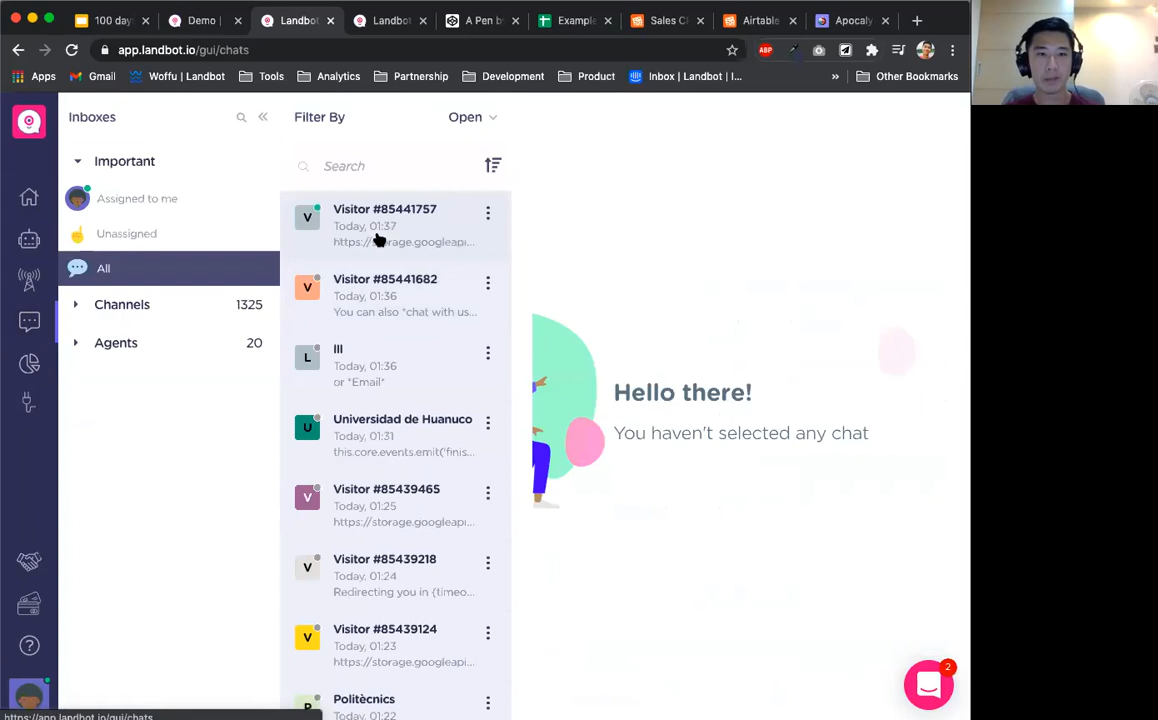 100 day
Demo |
Landbot
Landbot
A Pen by
Example
Sales Cl
Airtable
Apocaly
app.landbot.io/gui/chats
ABP
Apps
Gmail
Woffu | Landbot
Tools
Analytics
Partnership
Development
Product
Inbox | Landbot | I...
»
Other Bookmarks
Inboxes
Filter By
Open
Important
Search
Assigned to me
Unassigned
All
Channels 1325
Agents 20
V
Visitor #85441757
Today, 01:37
https://storage.googleapi...
V
Visitor #85441682
Today, 01:36
You can also *chat with us...
L
lll
Today, 01:36
or *Email*
U
Universidad de Huanuco
Today, 01:31
this.core.events.emit('finis...
V
Visitor #85439465
Today, 01:25
https://storage.googleapi...
V
Visitor #85439218
Today, 01:24
Redirecting you in {timeo...
V
Visitor #85439124
Today, 01:23
https://storage.googleapi...
P
Politècnics
Today, 01:22
Hello there!
You haven't selected any chat
2
https://app.landbot.io/gui/chats